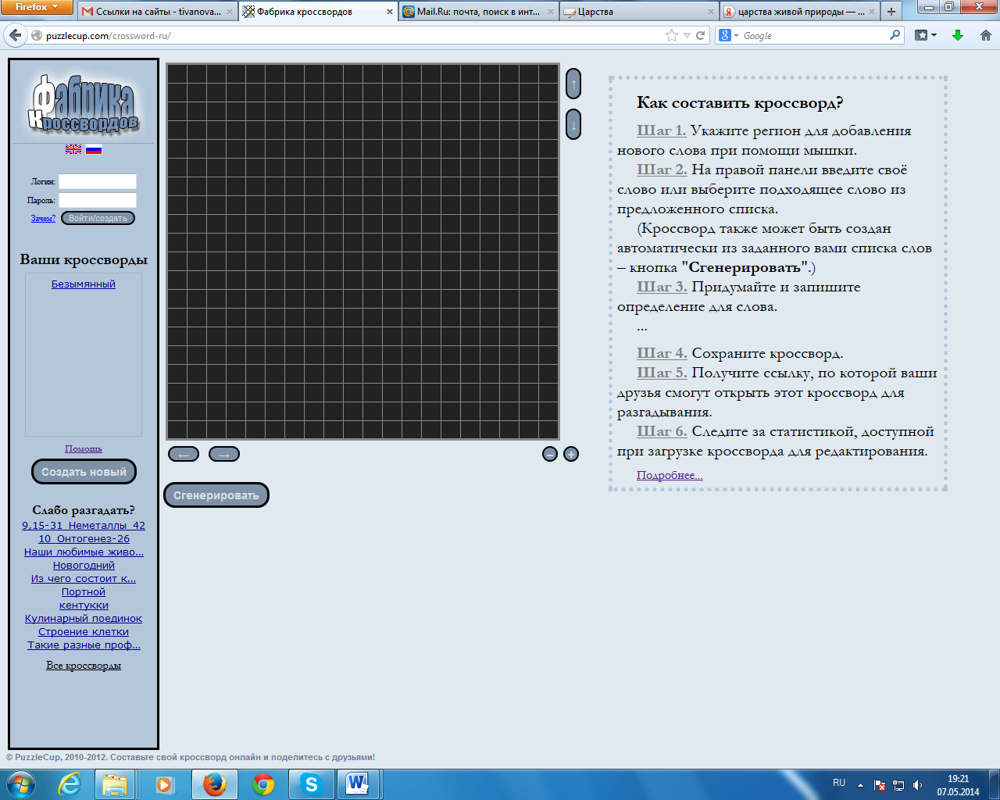 Firefox
Ссылки на сайты - tivanova...
Фабрика кроссвордов
Mail.Ru: почта, поиск в инт...
Царства
царства живой природы — ...
puzzlecup.com/crossword-ru/
Google
Фабрика
Кроссвордов
Логин:
Пароль:
Зачем?
Войти/создать
Ваши кроссворды
Безымянный
Помощь
Создать новый
Слабо разгадать?
9,15-31_Неметаллы_42
10_Онтогенез-26
Наши любимые живо...
Новогодний
Из чего состоит к...
Портной
кентукки
Кулинарный поединок
Строение клетки
Такие разные проф...
Все кроссворды
Сгенерировать
Как составить кроссворд?
Шаг 1. Укажите регион для добавления
нового слова при помощи мышки.
Шаг 2. На правой панели введите своё
слово или выберите подходящее слово из
предложенного списка.
(Кроссворд также может быть создан
автоматически из заданного вами списка слов
– кнопка "Сгенерировать".)
Шаг 3. Придумайте и запишите
определение для слова.
...
Шаг 4. Сохраните кроссворд.
Шаг 5. Получите ссылку, по которой ваши
друзья смогут открыть этот кроссворд для
разгадывания.
Шаг 6. Следите за статистикой, доступной
при загрузке кроссворда для редактирования.
Подробнее...
© PuzzleCup, 2010-2012. Составьте свой кроссворд онлайн и поделитесь с друзьями!
RU
19:21
07.05.2014